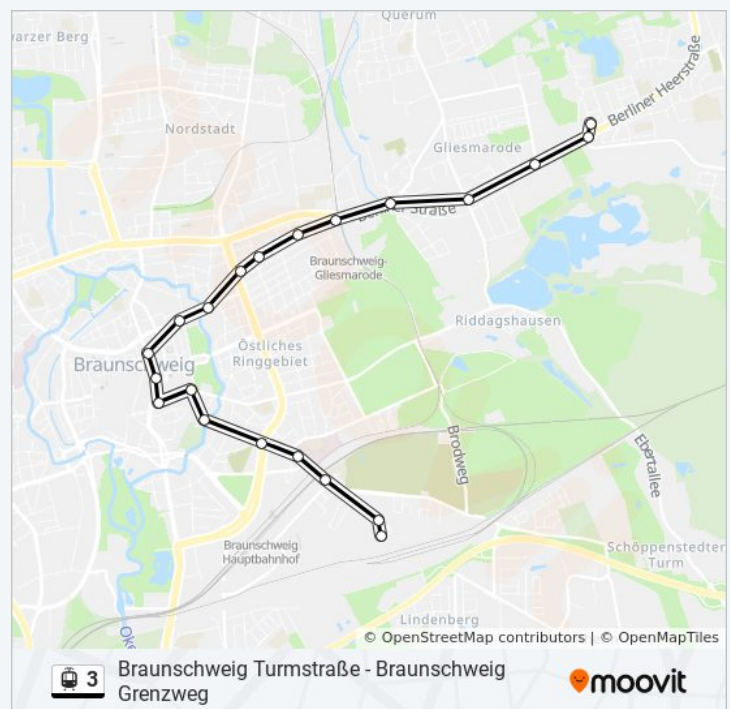 Querum
warzer Berg
Berliner Heerstraße
Nordstadt
Gliesmarode
Berliner Straße
Braunschweig-
Gliesmarode
Riddagshausen
Östliches
Ringgebiet
Braunschweig
Brodweg
Ebertallee
Braunschweig
Hauptbahnhof
Schöppenstedter
Turm
Lindenberg
Oke
© OpenStreetMap contributors | © OpenMapTiles
3
Braunschweig Turmstraße - Braunschweig
Grenzweg
moovit